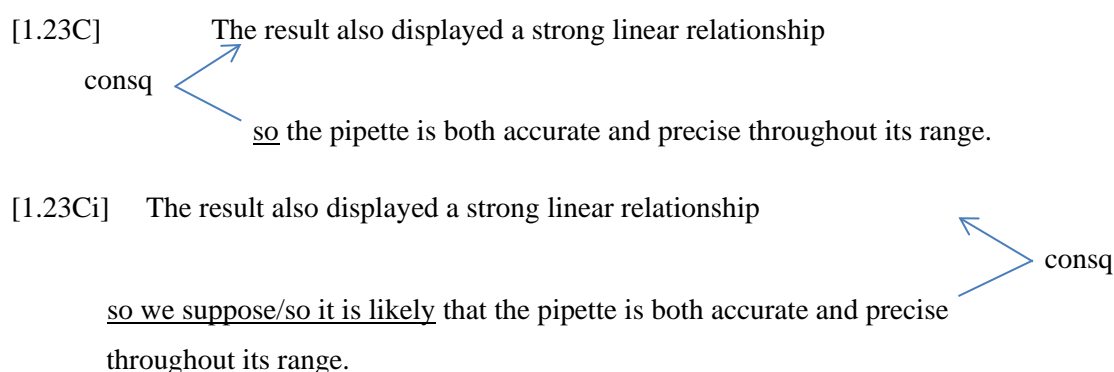 [1.23C] The result also displayed a strong linear relationship
consq
so the pipette is both accurate and precise throughout its range.
[1.23Ci] The result also displayed a strong linear relationship
consq
so we suppose/so it is likely that the pipette is both accurate and precise
throughout its range.